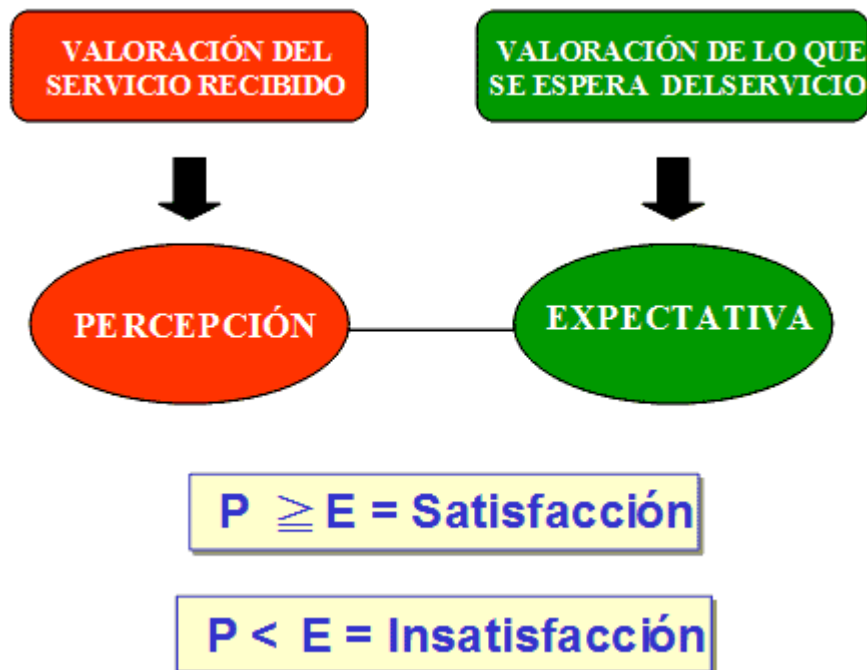 VALORACIÓN DEL
SERVICIO RECIBIDO
VALORACIÓN DE LO QUE
SE ESPERA DELSERVICIO
PERCEPCIÓN
EXPECTATIVA
P ≧ E = Satisfacción
P < E = Insatisfacción